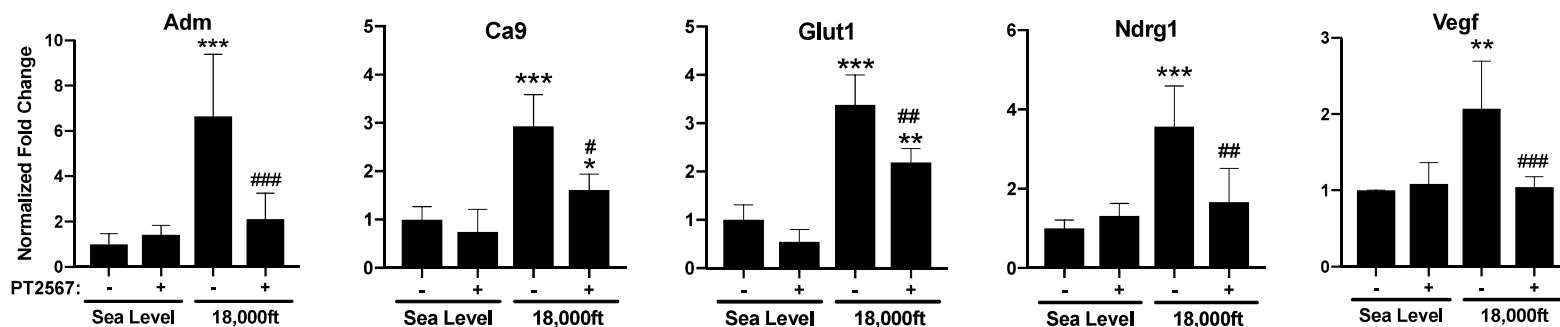 Adm
Normalized Fold Change
10
8
6
4
2
0
***
###
PT2567:
- + - +
Sea Level 18,000ft
Ca9
5
4
3
2
1
0
***
#
*
- + - +
Sea Level 18,000ft
Glut1
5
4
3
2
1
0
***
##
**
- + - +
Sea Level 18,000ft
Ndrg1
6
4
2
0
***
##
- + - +
Sea Level 18,000ft
Vegf
3
2
1
0
**
###
- + - +
Sea Level 18,000ft